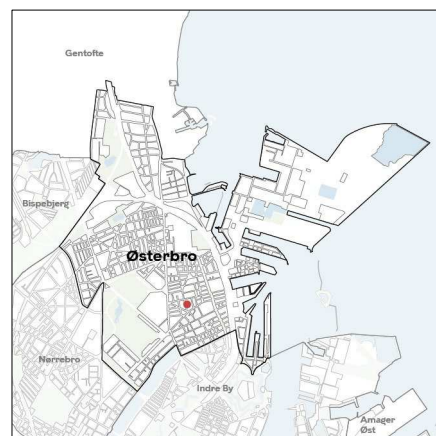 Gentofte
Bispebjerg
Østerbro
Nørrebro
Indre By
Amager
Øst